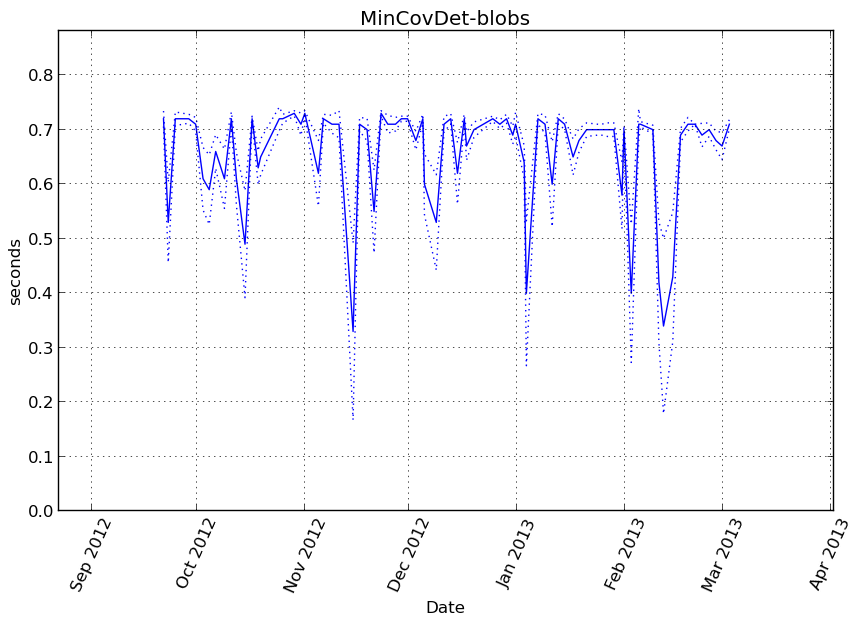 MinCovDet-blobs
0.8
0.7
0.6
0.5
0.4
0.3
0.2
0.1
0.0
seconds
Sep 2012
Oct 2012
Nov 2012
Dec 2012
Jan 2013
Feb 2013
Mar 2013
Apr 2013
Date